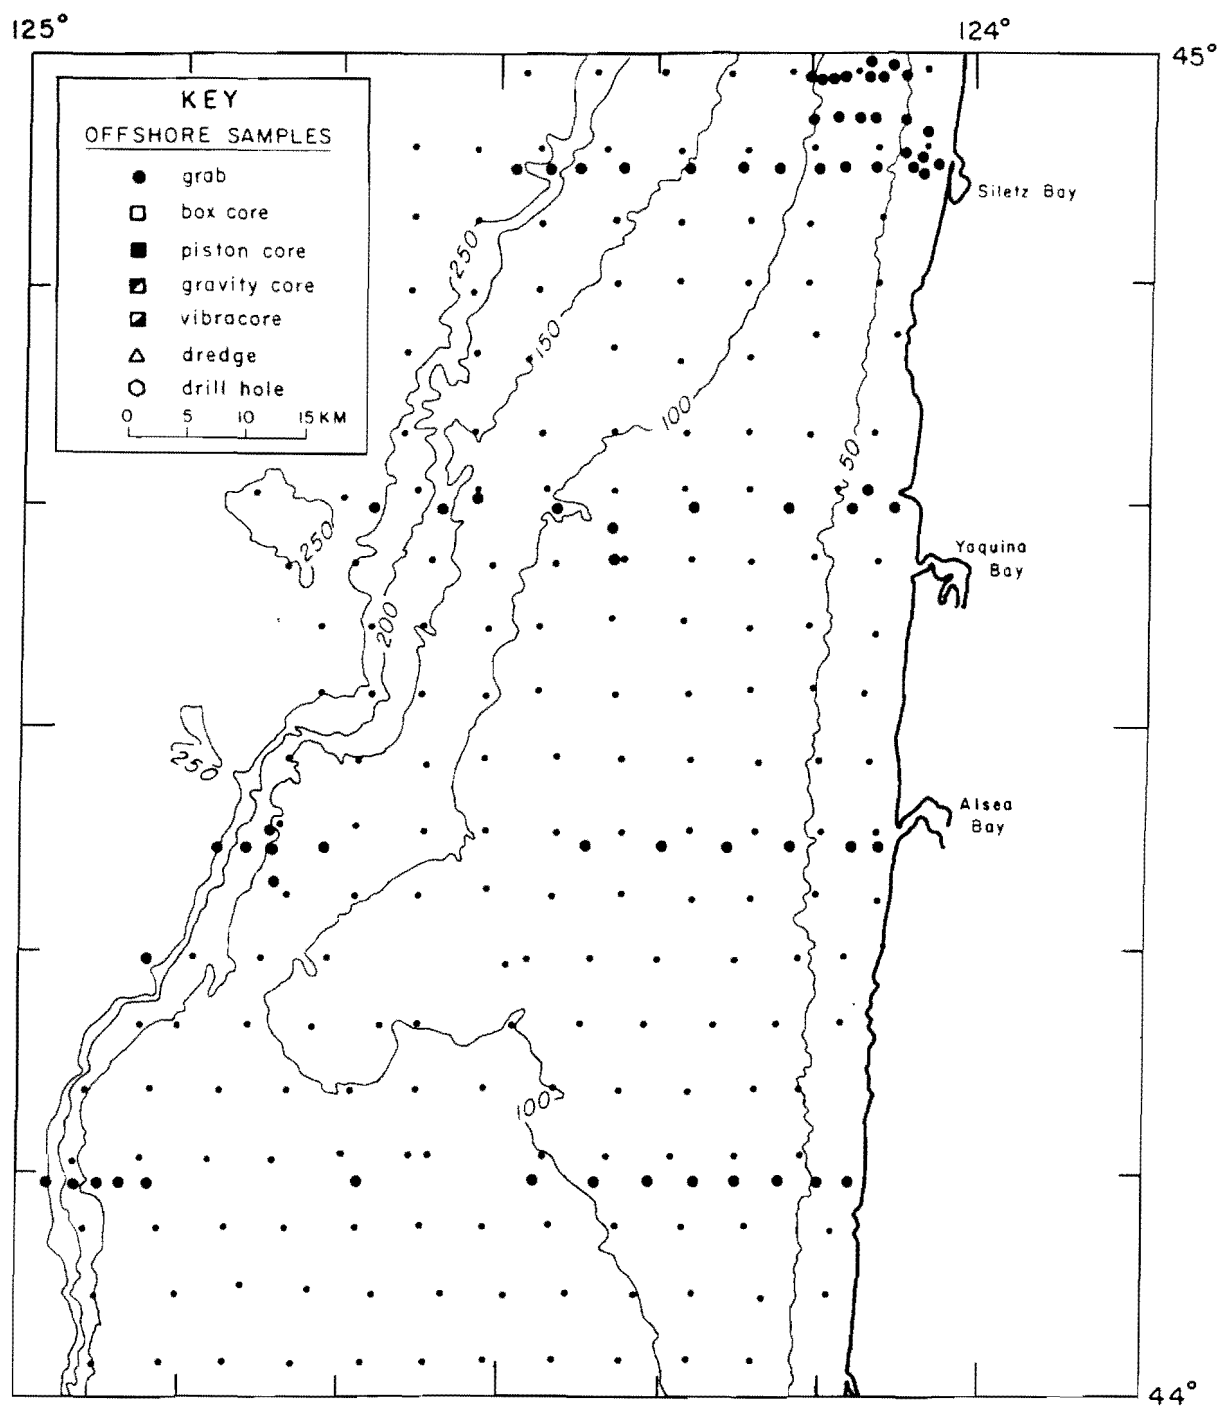 125°
124°
45°
KEY
OFFSHORE SAMPLES
grab
box core
piston core
gravity core
vibracore
dredge
drill hole
0 5 10 15 KM
Siletz Bay
250
150
100
50
250
Yaquina
Bay
200
250
Alsea
Bay
100
44°